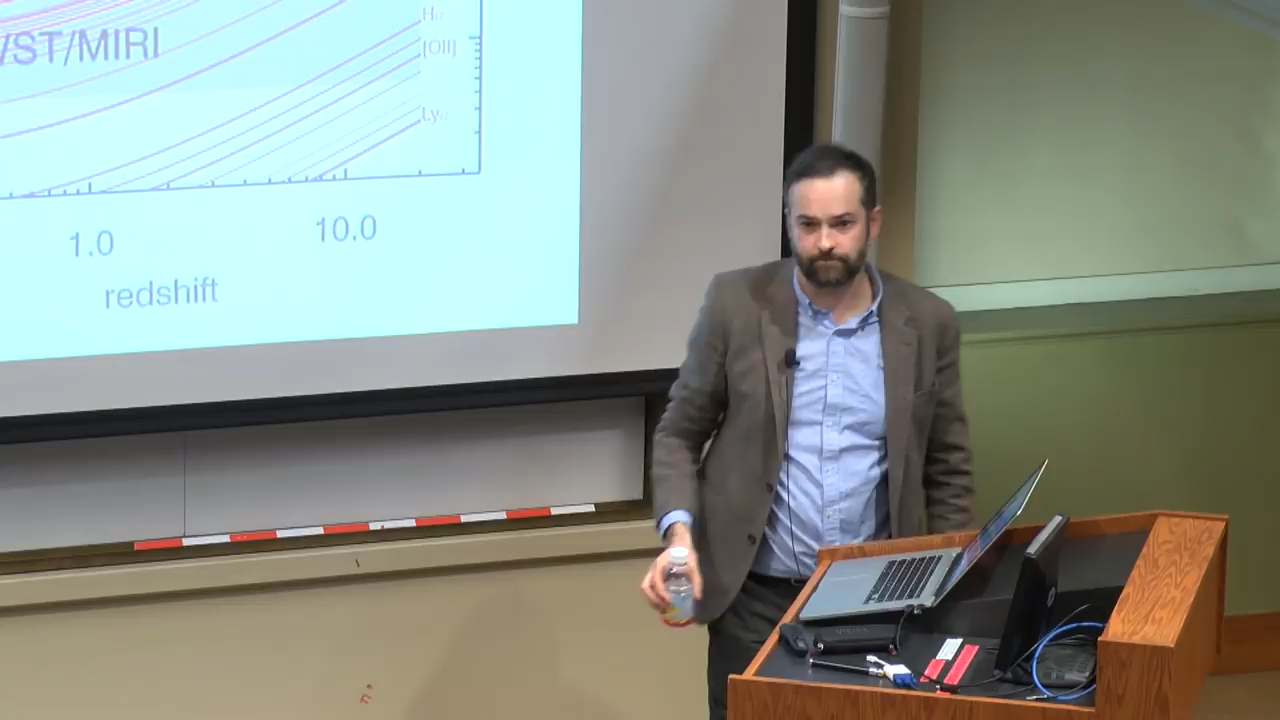 Hα
/ST/MIRI
[OII]
Lyα
1.0
10.0
redshift